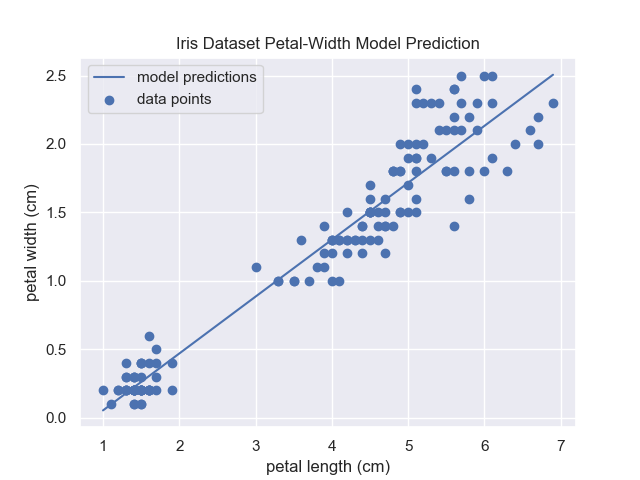 Iris Dataset Petal-Width Model Prediction
model predictions
data points
2.5
2.0
1.5
1.0
0.5
0.0
petal width (cm)
1 2 3 4 5 6 7
petal length (cm)